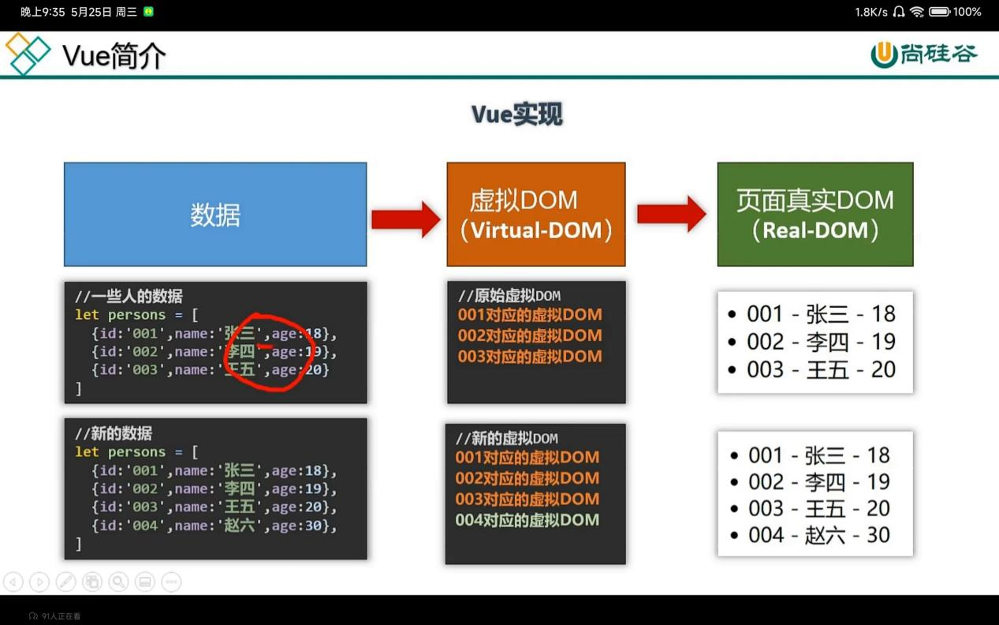 晚上9:35 5月25日 周三
1.8K/s 100%
Vue简介
尚硅谷
Vue实现
数据
虚拟DOM
（Virtual-DOM）
页面真实DOM
（Real-DOM）
//一些人的数据
let persons = [
{id:'001',name:'张三',age:18},
{id:'002',name:'李四',age:19},
{id:'003',name:'王五',age:20}
]
//原始虚拟DOM
001对应的虚拟DOM
002对应的虚拟DOM
003对应的虚拟DOM
• 001 - 张三 - 18
• 002 - 李四 - 19
• 003 - 王五 - 20
//新的数据
let persons = [
{id:'001',name:'张三',age:18},
{id:'002',name:'李四',age:19},
{id:'003',name:'王五',age:20},
{id:'004',name:'赵六',age:30},
]
//新的虚拟DOM
001对应的虚拟DOM
002对应的虚拟DOM
003对应的虚拟DOM
004对应的虚拟DOM
• 001 - 张三 - 18
• 002 - 李四 - 19
• 003 - 王五 - 20
• 004 - 赵六 - 30
91人正在看